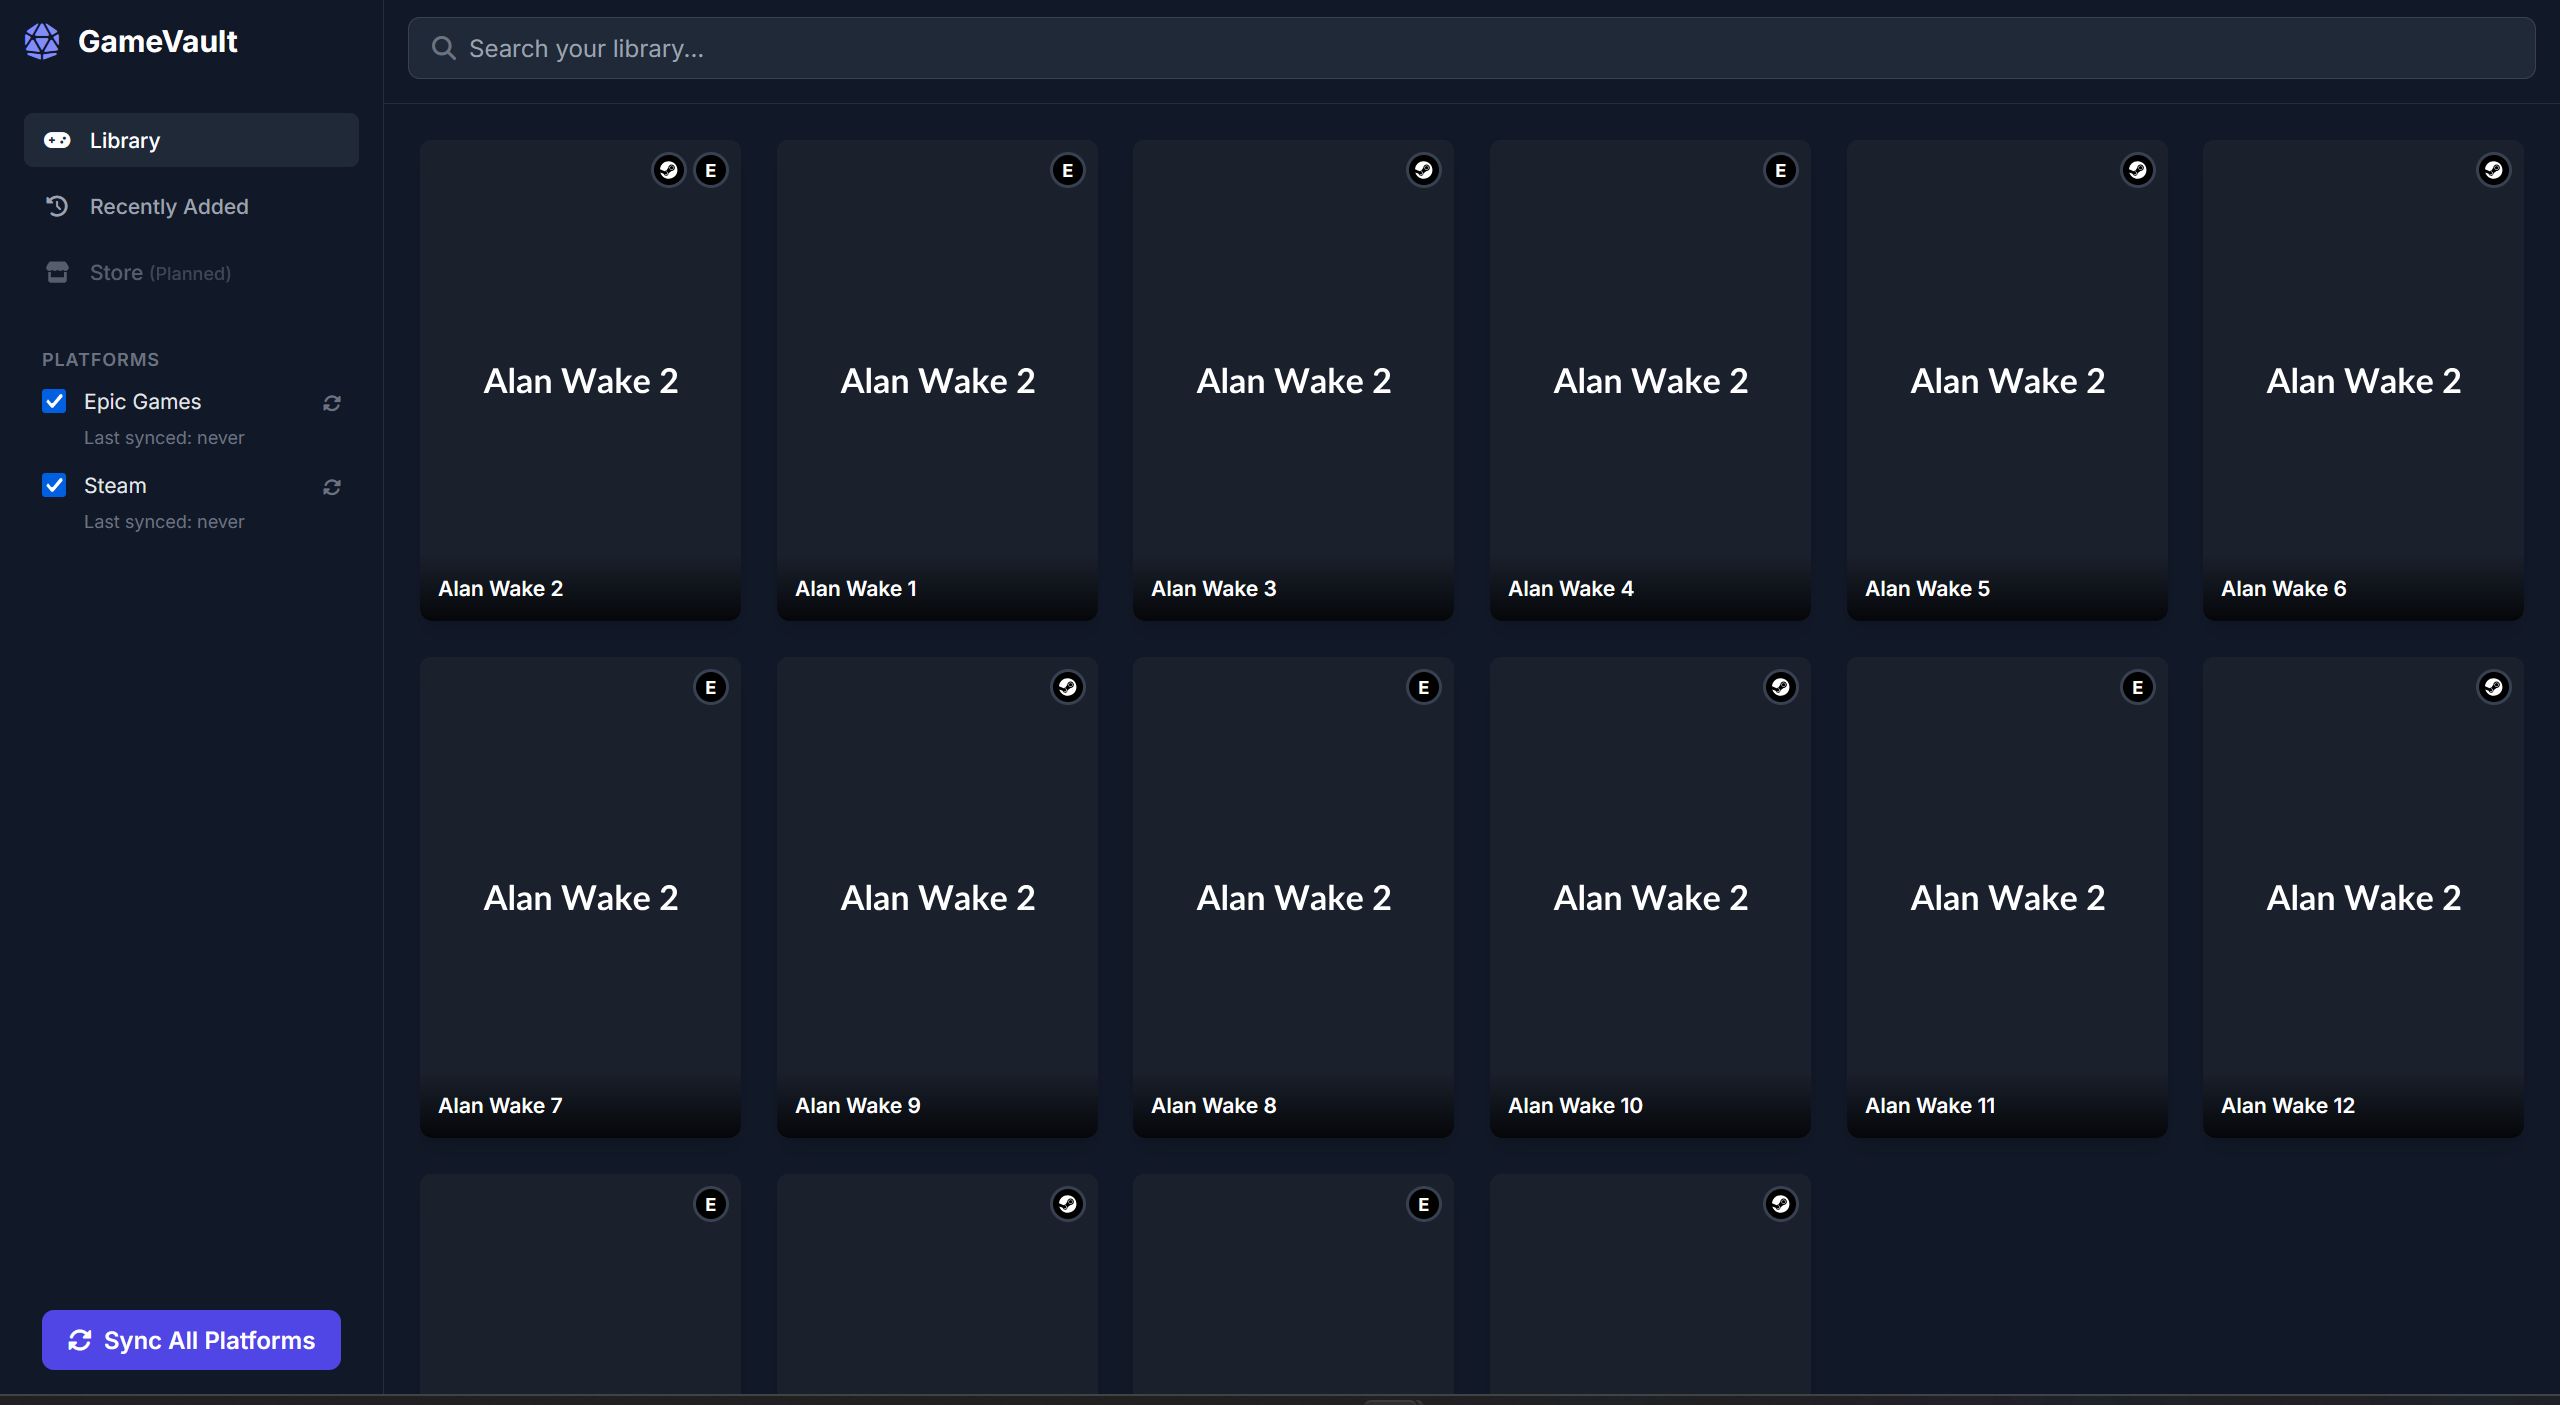 GameVault
Search your library...
Library
Recently Added
Store (Planned)
PLATFORMS
Epic Games
Last synced: never
Steam
Last synced: never
Sync All Platforms
E
E
E
Alan Wake 2
Alan Wake 2
Alan Wake 2
Alan Wake 2
Alan Wake 2
Alan Wake 2
Alan Wake 2
Alan Wake 1
Alan Wake 3
Alan Wake 4
Alan Wake 5
Alan Wake 6
E
E
E
Alan Wake 2
Alan Wake 2
Alan Wake 2
Alan Wake 2
Alan Wake 2
Alan Wake 2
Alan Wake 7
Alan Wake 9
Alan Wake 8
Alan Wake 10
Alan Wake 11
Alan Wake 12
E
E